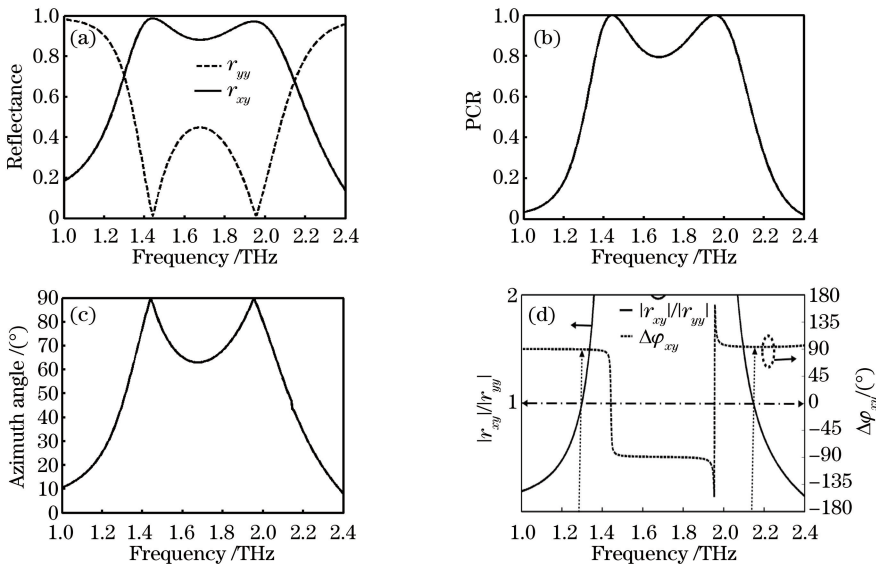 (a)
1.0
0.8
0.6
0.4
0.2
0
Reflectance
r_yy
r_xy
1.0 1.2 1.4 1.6 1.8 2.0 2.2 2.4
Frequency /THz
(b)
1.0
0.8
0.6
0.4
0.2
0
PCR
1.0 1.2 1.4 1.6 1.8 2.0 2.2 2.4
Frequency /THz
(c)
90
80
70
60
50
40
30
20
10
0
Azimuth angle /(°)
1.0 1.2 1.4 1.6 1.8 2.0 2.2 2.4
Frequency /THz
(d)
2
1
|r_xy|/|r_yy|
|r_xy|/|r_yy|
Δφ_xy
180
135
90
45
0
−45
−90
−135
−180
Δφ_xy/(°)
1.0 1.2 1.4 1.6 1.8 2.0 2.2 2.4
Frequency /THz